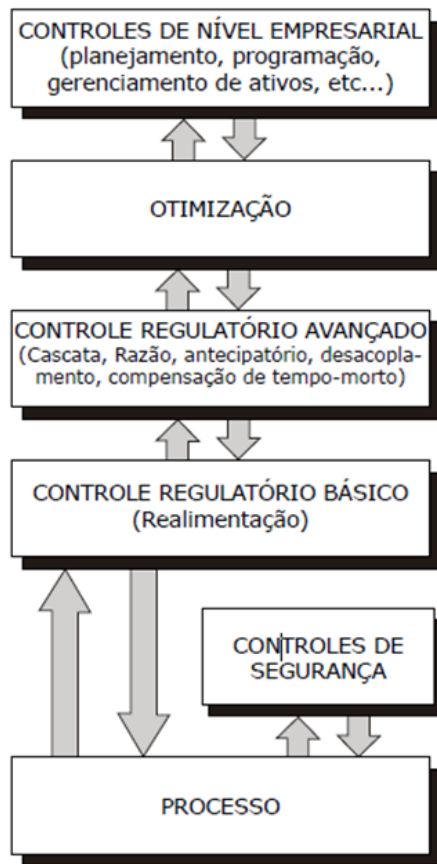 CONTROLES DE NÍVEL EMPRESARIAL
(planejamento, programação,
gerenciamento de ativos, etc...)
OTIMIZAÇÃO
CONTROLE REGULATÓRIO AVANÇADO
(Cascata, Razão, antecipatório, desacopla-
mento, compensação de tempo-morto)
CONTROLE REGULATÓRIO BÁSICO
(Realimentação)
CONTROLES DE
SEGURANÇA
PROCESSO